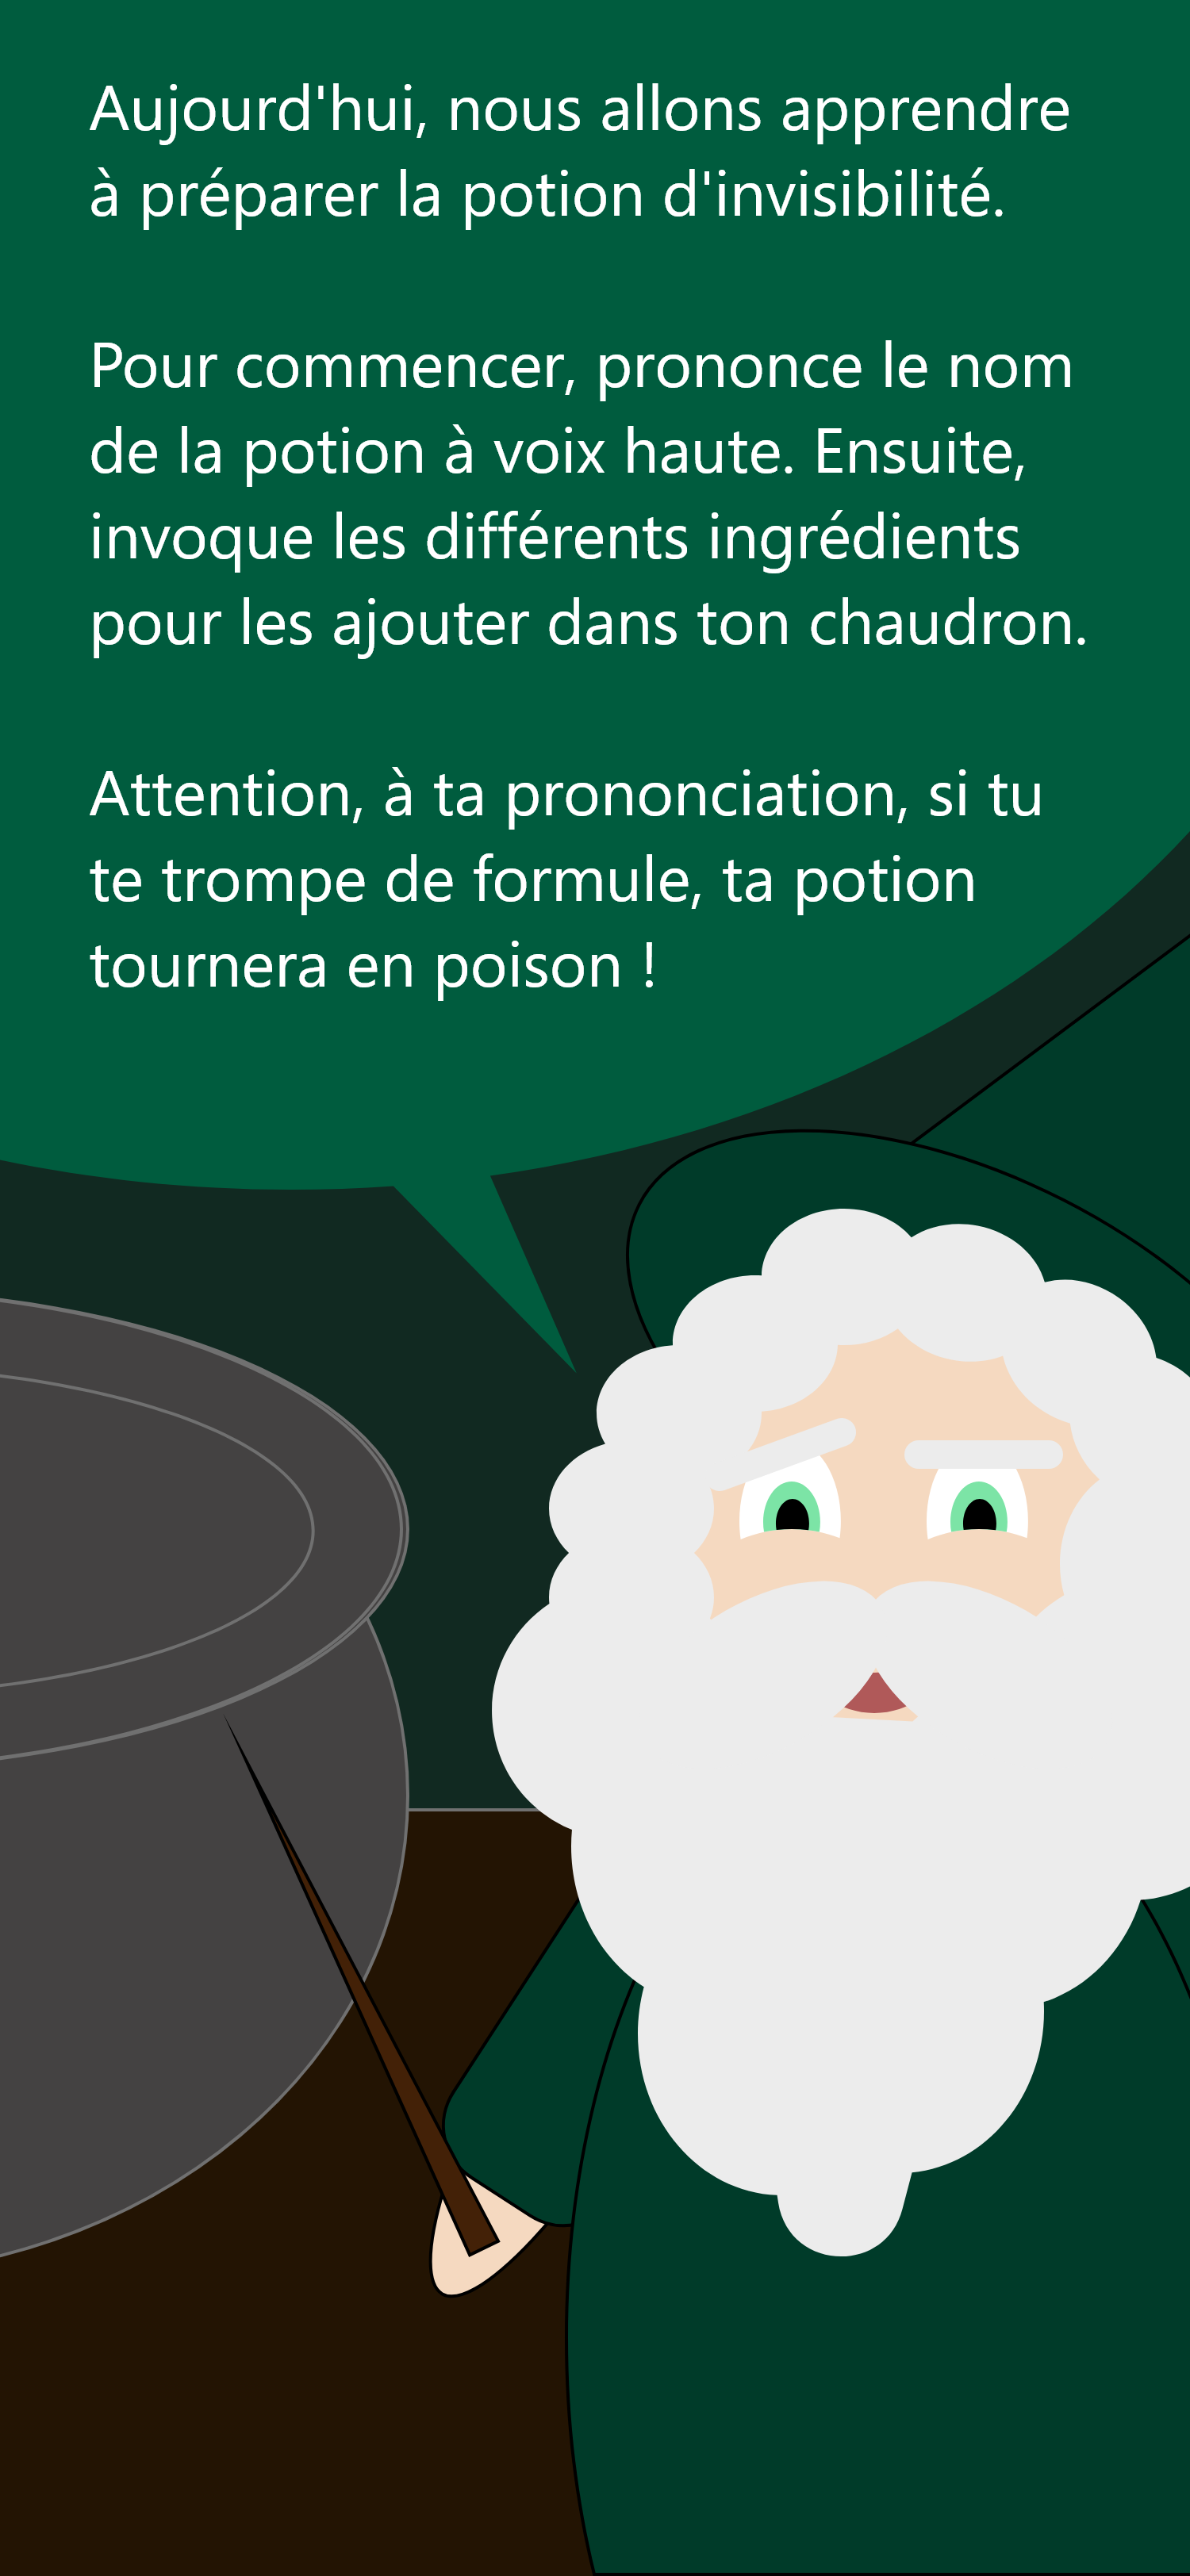 Aujourd'hui, nous allons apprendre
à préparer la potion d'invisibilité.
Pour commencer, prononce le nom
de la potion à voix haute. Ensuite,
invoque les différents ingrédients
pour les ajouter dans ton chaudron.
Attention, à ta prononciation, si tu
te trompe de formule, ta potion
tournera en poison !